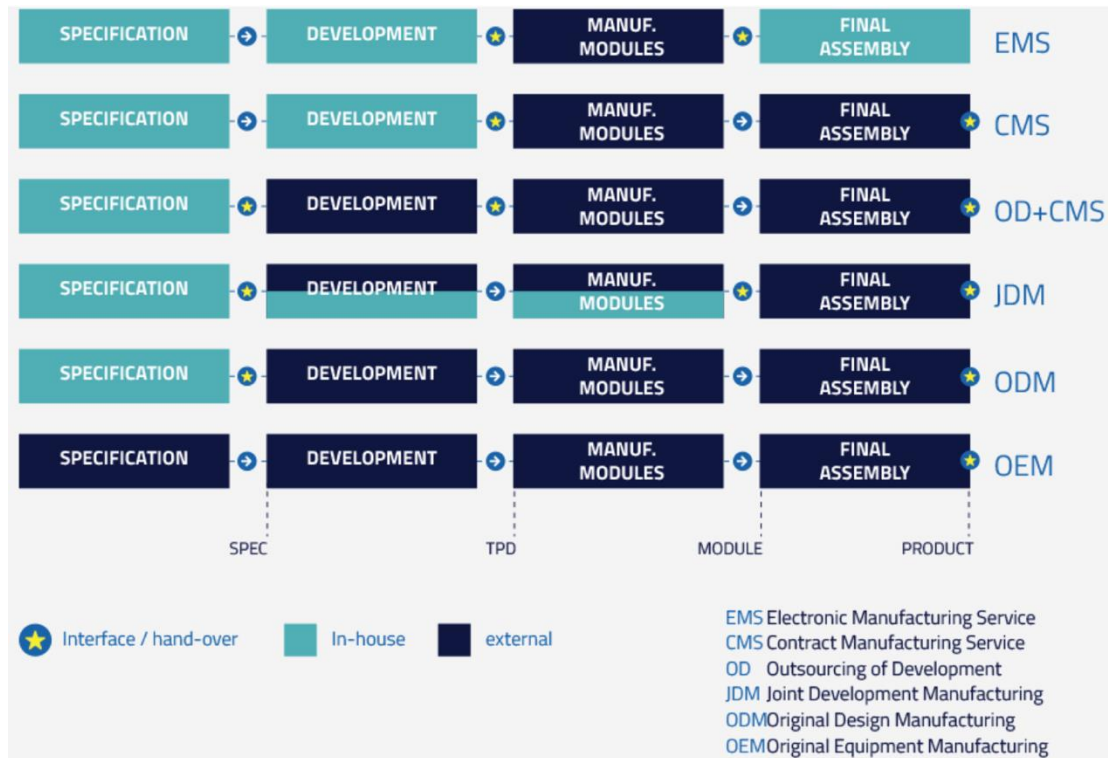 SPECIFICATION DEVELOPMENT MANUF. MODULES FINAL ASSEMBLY EMS
SPECIFICATION DEVELOPMENT MANUF. MODULES FINAL ASSEMBLY CMS
SPECIFICATION DEVELOPMENT MANUF. MODULES FINAL ASSEMBLY OD+CMS
SPECIFICATION DEVELOPMENT MANUF. MODULES FINAL ASSEMBLY JDM
SPECIFICATION DEVELOPMENT MANUF. MODULES FINAL ASSEMBLY ODM
SPECIFICATION DEVELOPMENT MANUF. MODULES FINAL ASSEMBLY OEM
SPEC TPD MODULE PRODUCT
Interface / hand-over In-house external
EMS Electronic Manufacturing Service
CMS Contract Manufacturing Service
OD Outsourcing of Development
JDM Joint Development Manufacturing
ODMOriginal Design Manufacturing
OEMOriginal Equipment Manufacturing